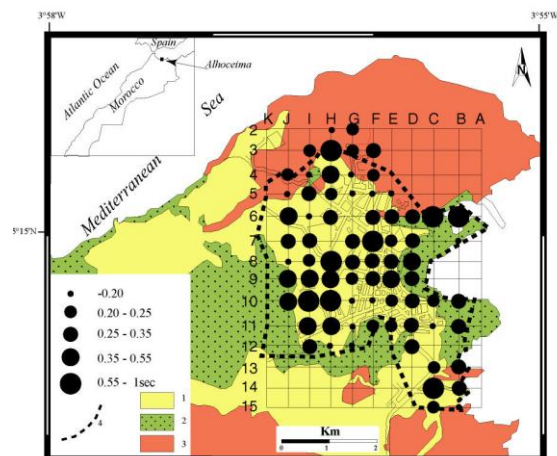 3°58'W 3°55'W
Spain
Alhoceima
Atlantic Ocean
Morocco
Mediterranean Sea
N
K J I H G F E D C B A
2
3
4
5
6
7
8
9
10
11
12
13
14
15
5°15'N
-0.20
0.20 - 0.25
0.25 - 0.35
0.35 - 0.55
0.55 - 1sec
4
1
2
3
Km
0 1 2